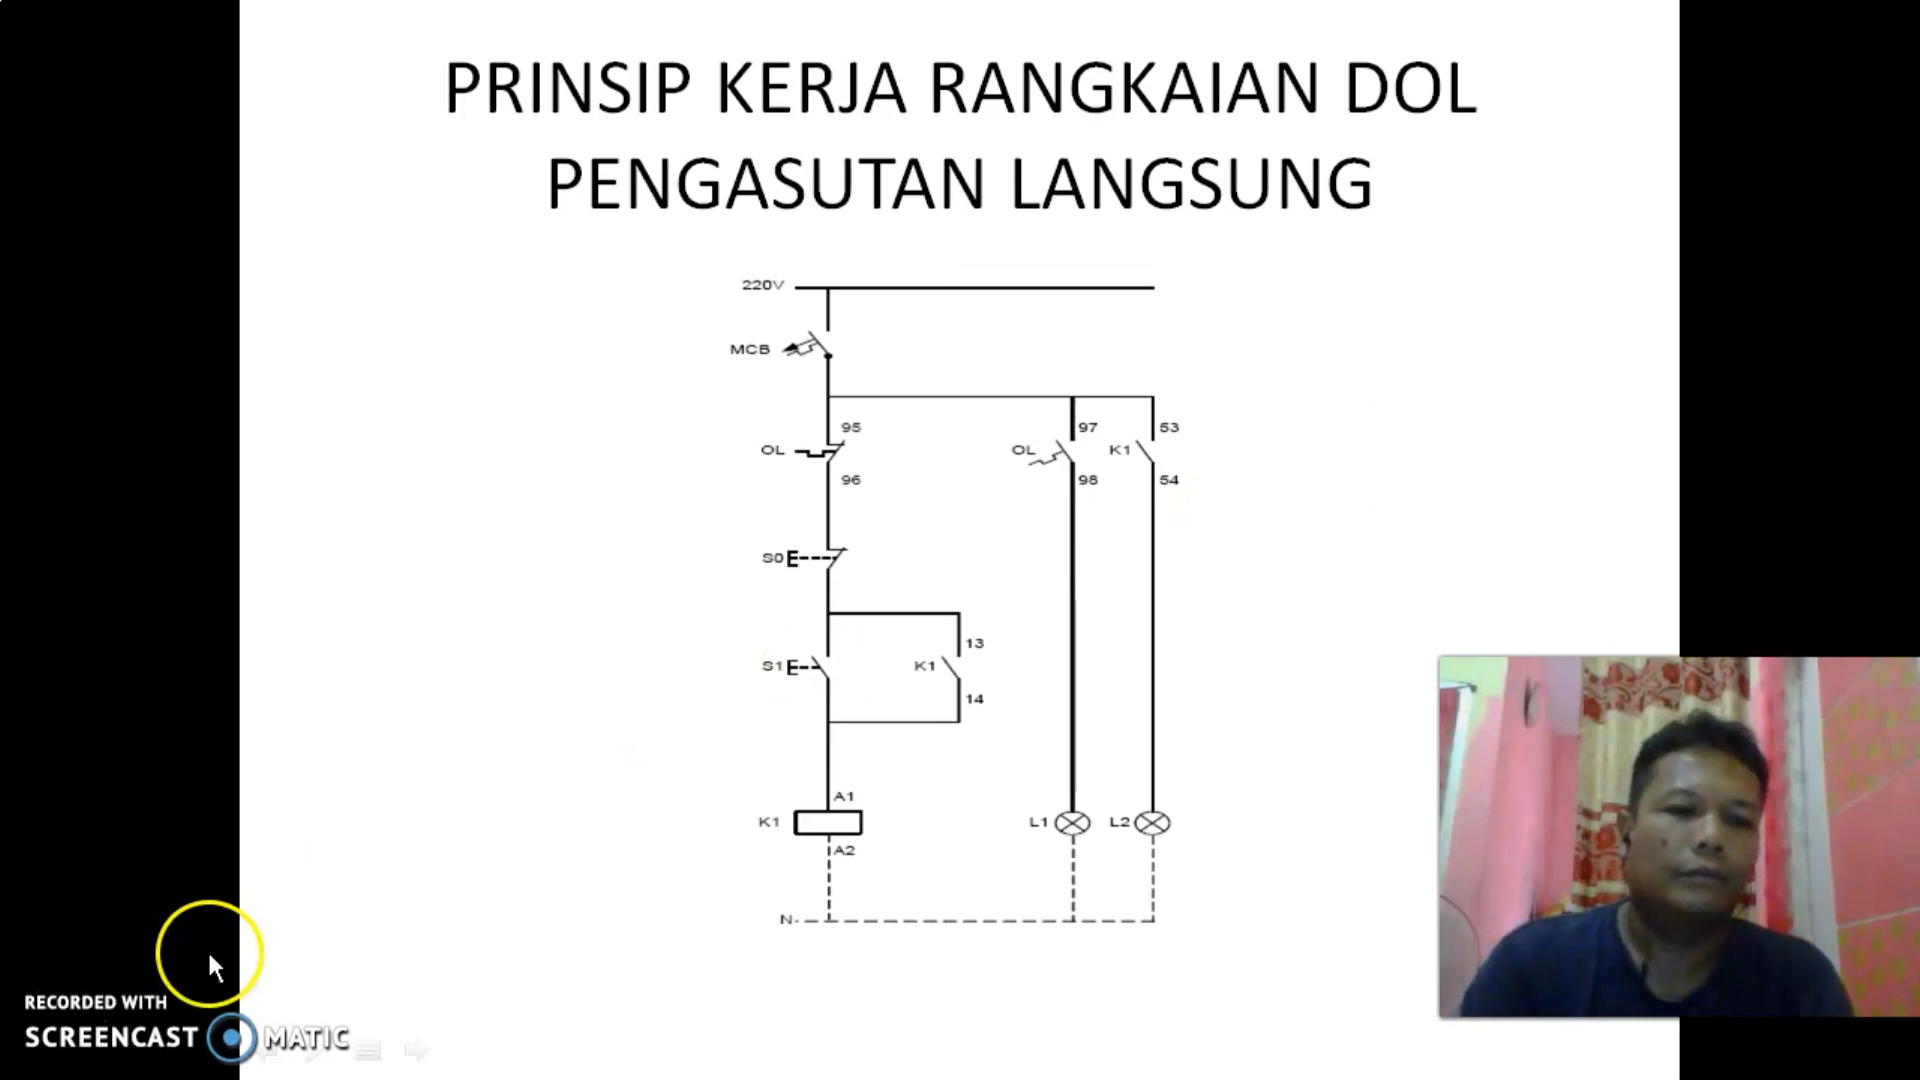 PRINSIP KERJA RANGKAIAN DOL
PENGASUTAN LANGSUNG
220V
MCB
95
97
53
OL
OL
K1
96
98
54
S0
13
S1
K1
14
A1
K1
L1
L2
A2
N
RECORDED WITH
SCREENCAST MATIC